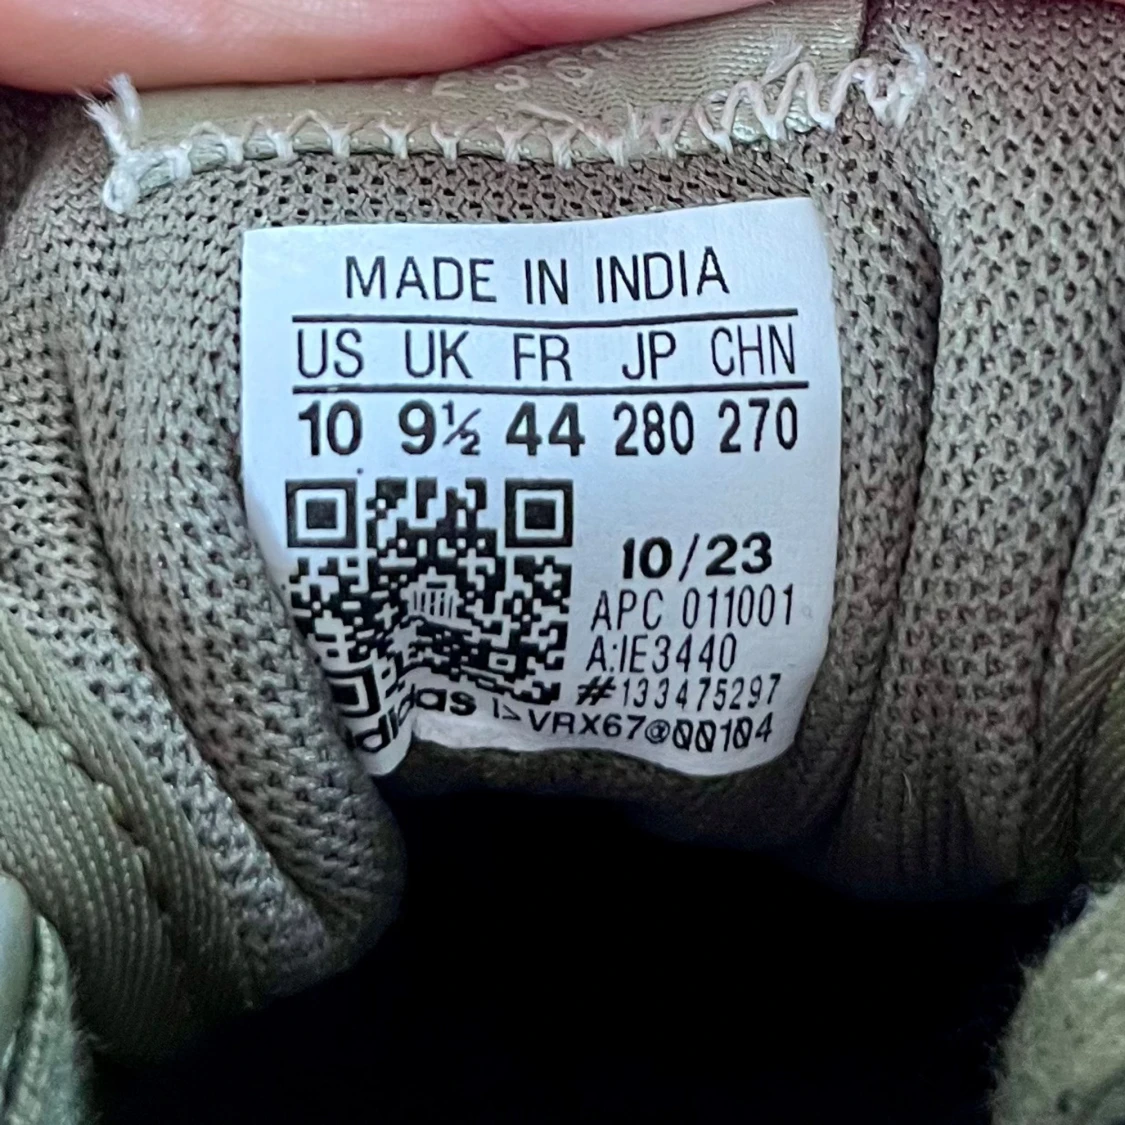 MADE IN INDIA
US UK FR JP CHN
10 9½ 44 280 270
10/23
APC 011001
A:IE3440
#133475297
adidas VRX67@00104